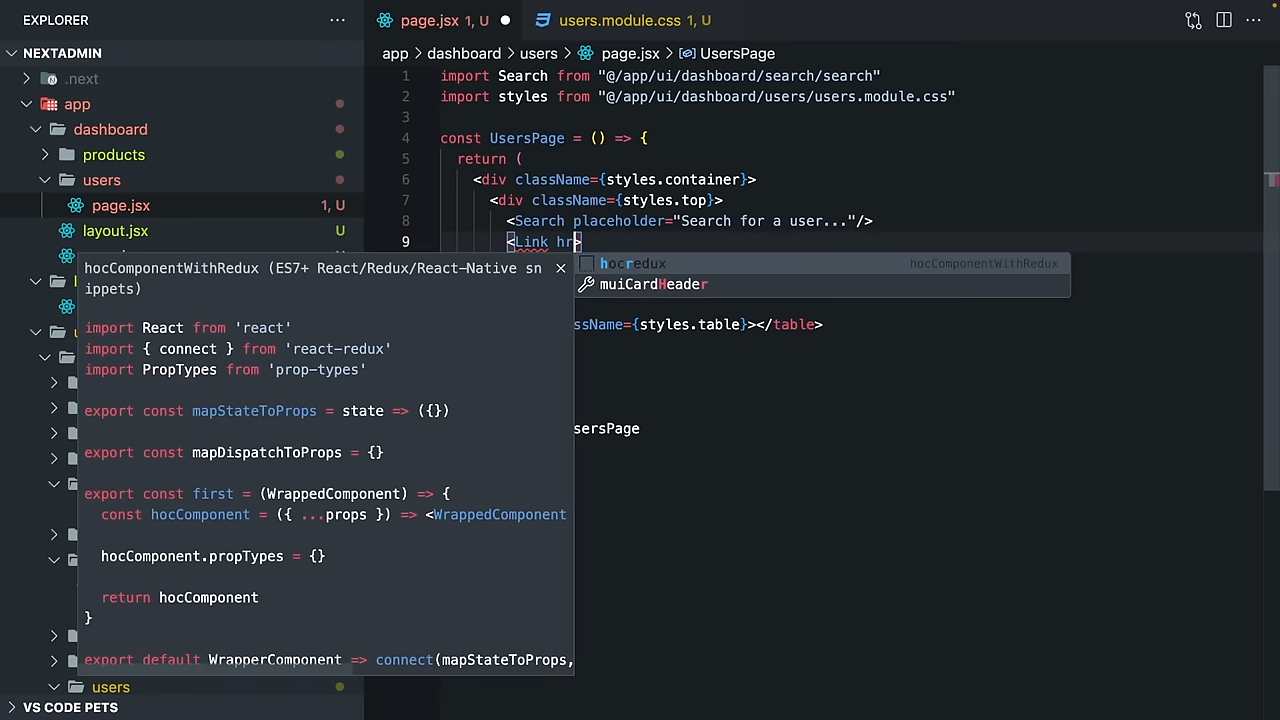 EXPLORER
NEXTADMIN
.next
app
dashboard
products
users
page.jsx 1, U
layout.jsx U
users
VS CODE PETS
page.jsx 1, U
users.module.css 1, U
app > dashboard > users > page.jsx > UsersPage
1 import Search from "@/app/ui/dashboard/search/search"
2 import styles from "@/app/ui/dashboard/users/users.module.css"
3
4 const UsersPage = () => {
5 return (
6 <div className={styles.container}>
7 <div className={styles.top}>
8 <Search placeholder="Search for a user..."/>
9 <Link hr>
hocredux hocComponentWithRedux
muiCardHeader
ssName={styles.table}></table>
sersPage
hocComponentWithRedux (ES7+ React/Redux/React-Native sn
ippets)
import React from 'react'
import { connect } from 'react-redux'
import PropTypes from 'prop-types'
export const mapStateToProps = state => ({})
export const mapDispatchToProps = {}
export const first = (WrappedComponent) => {
const hocComponent = ({ ...props }) => <WrappedComponent
hocComponent.propTypes = {}
return hocComponent
}
export default WrapperComponent => connect(mapStateToProps,